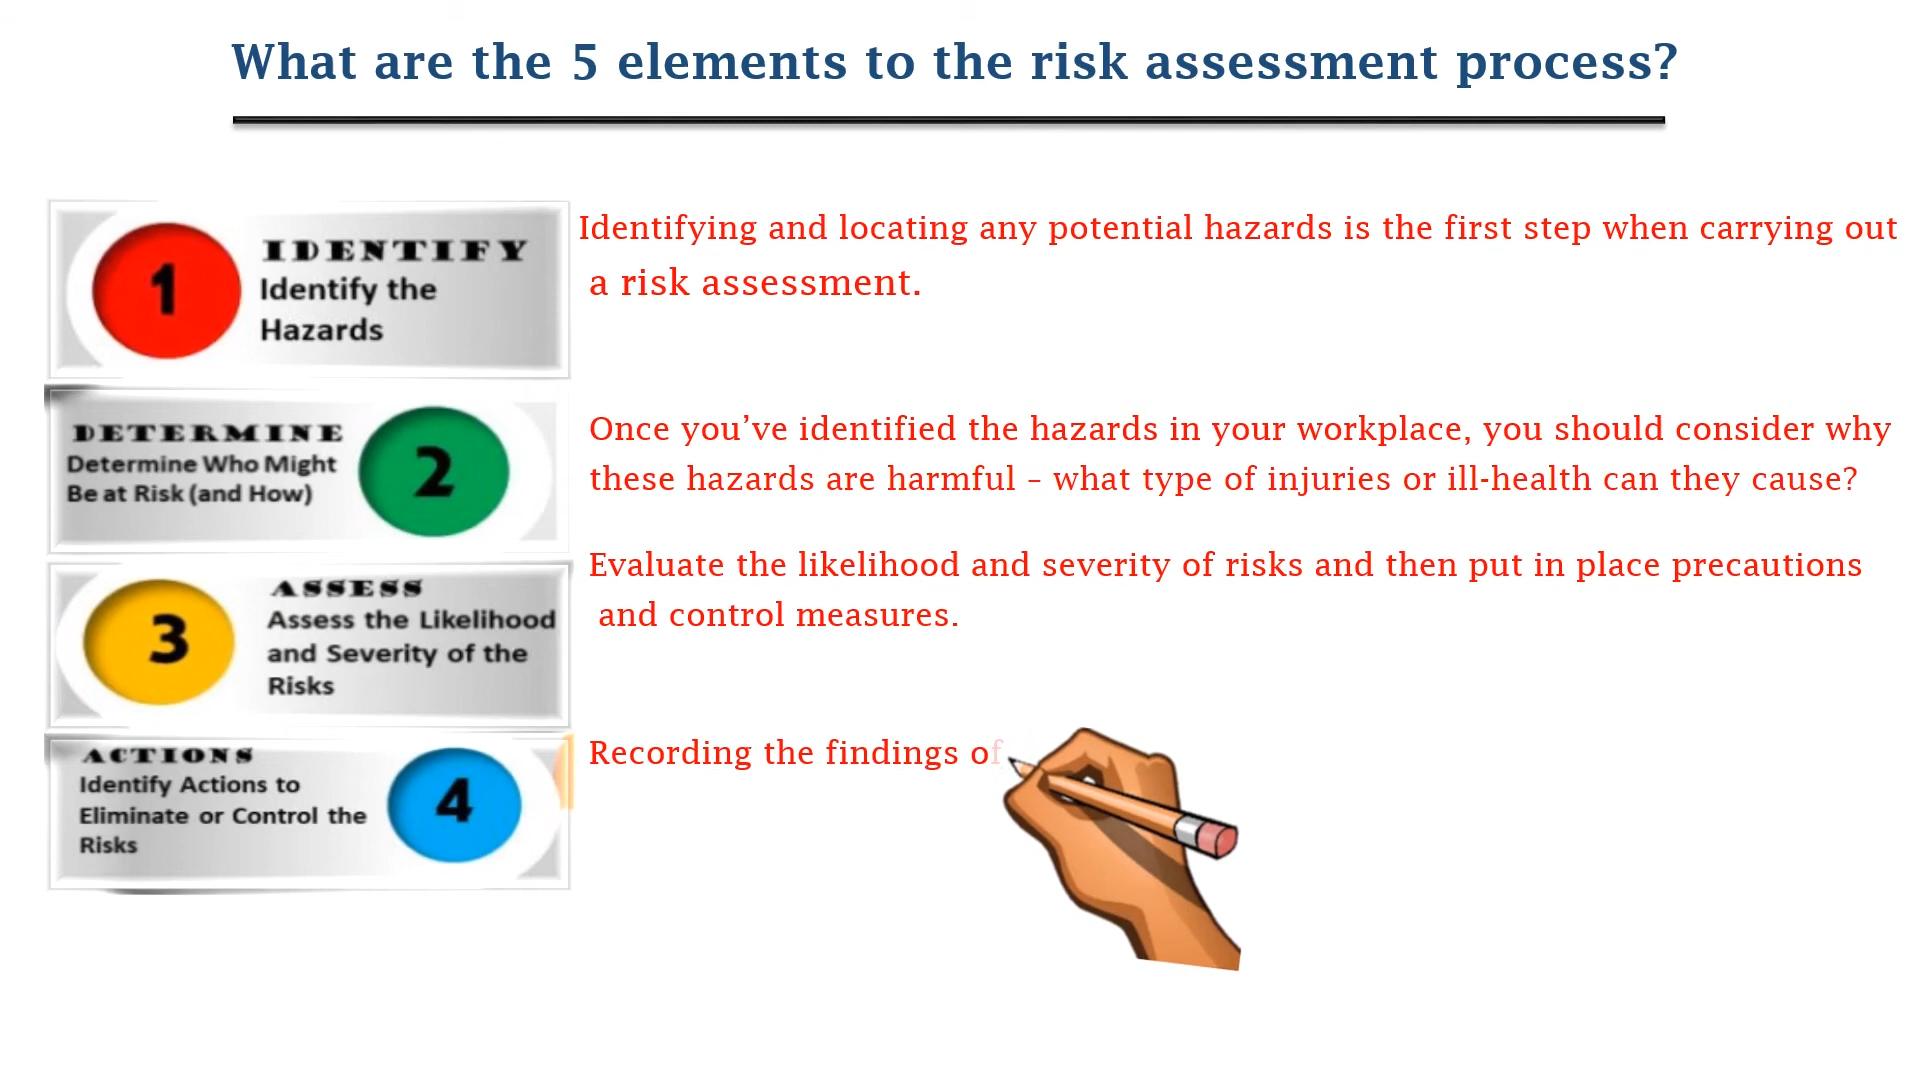 What are the 5 elements to the risk assessment process?
1
IDENTIFY
Identify the
Hazards
Identifying and locating any potential hazards is the first step when carrying out
a risk assessment.
DETERMINE
Determine Who Might
Be at Risk (and How)
2
Once you’ve identified the hazards in your workplace, you should consider why
these hazards are harmful – what type of injuries or ill-health can they cause?
3
ASSESS
Assess the Likelihood
and Severity of the
Risks
Evaluate the likelihood and severity of risks and then put in place precautions
and control measures.
ACTIONS
Identify Actions to
Eliminate or Control the
Risks
4
Recording the findings of